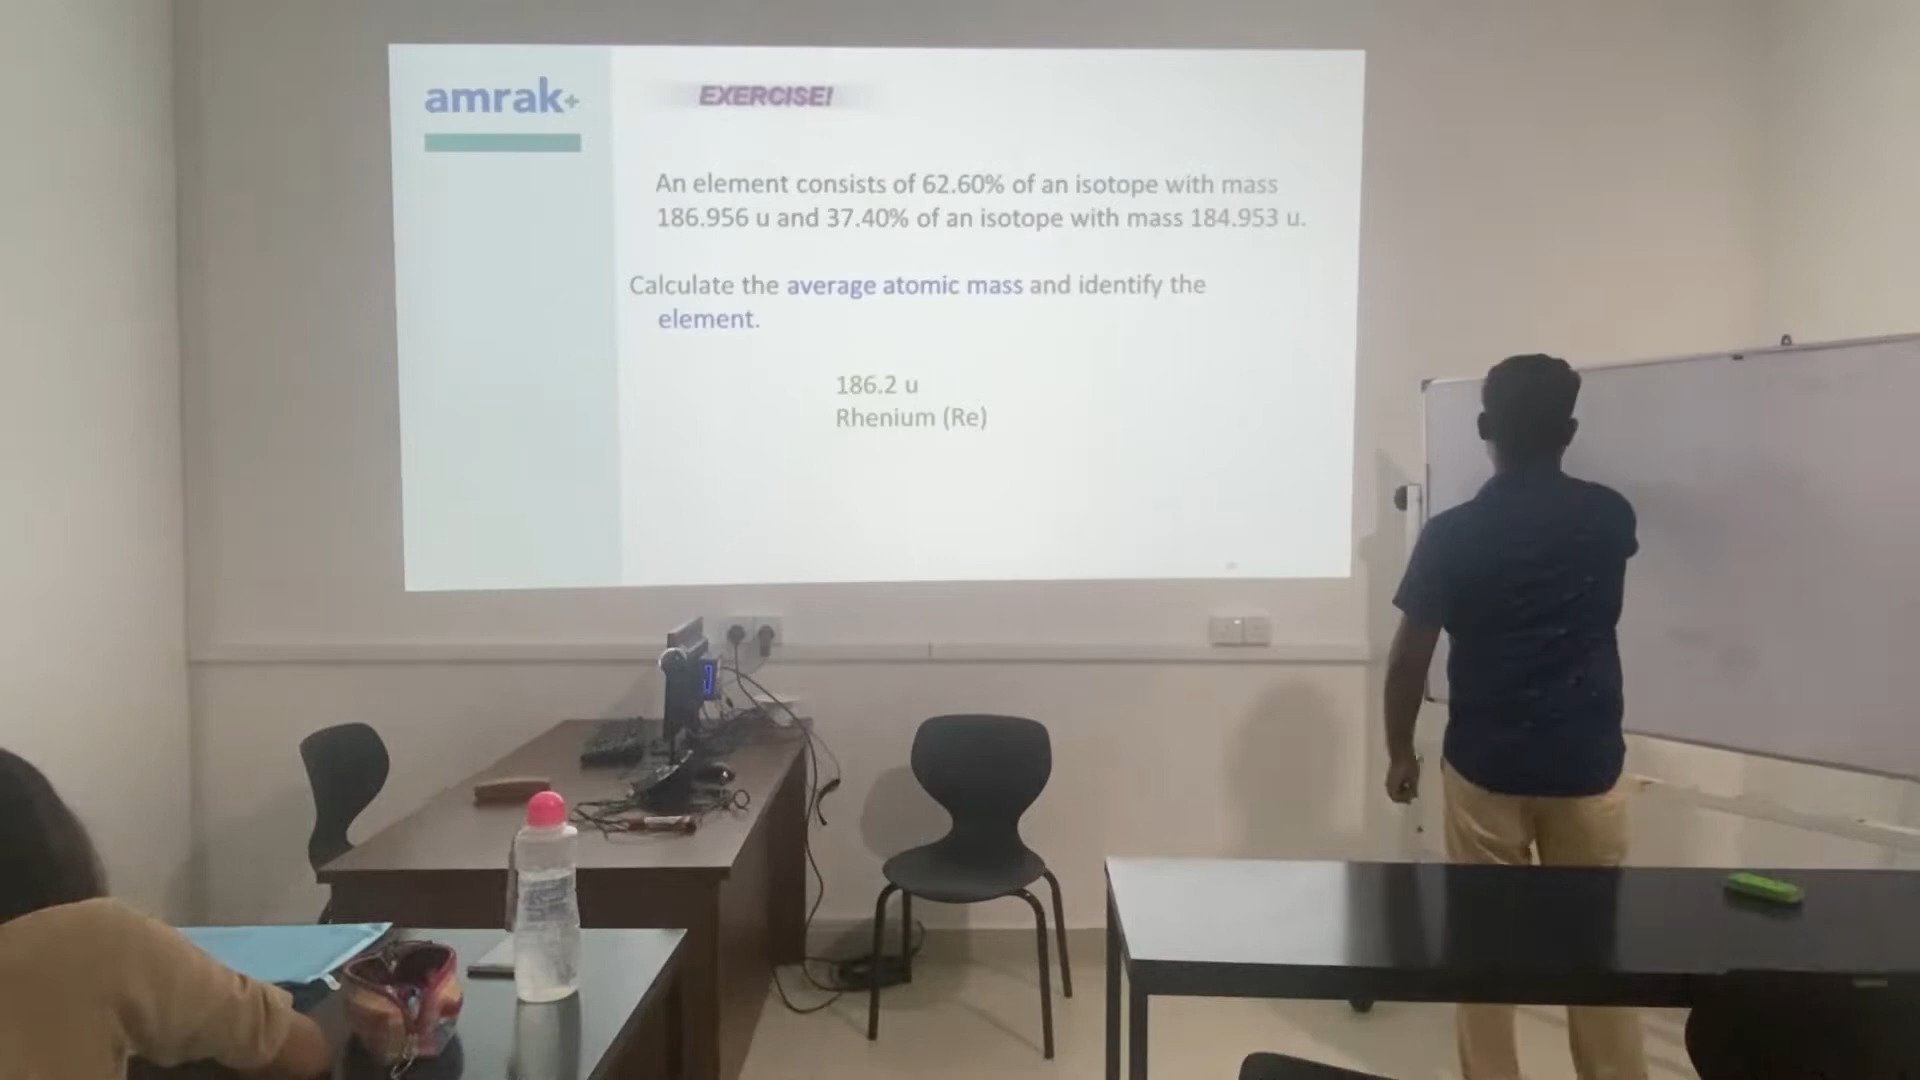 amrak+
EXERCISE!
An element consists of 62.60% of an isotope with mass
186.956 u and 37.40% of an isotope with mass 184.953 u.
Calculate the average atomic mass and identify the
element.
186.2 u
Rhenium (Re)